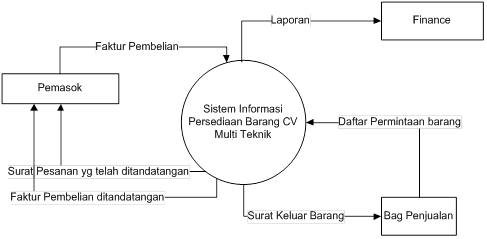 Laporan
Finance
Faktur Pembelian
Pemasok
Sistem Informasi
Persediaan Barang CV
Multi Teknik
Daftar Permintaan barang
Surat Pesanan yg telah ditandatangan
Faktur Pembelian ditandatangan
Surat Keluar Barang
Bag Penjualan